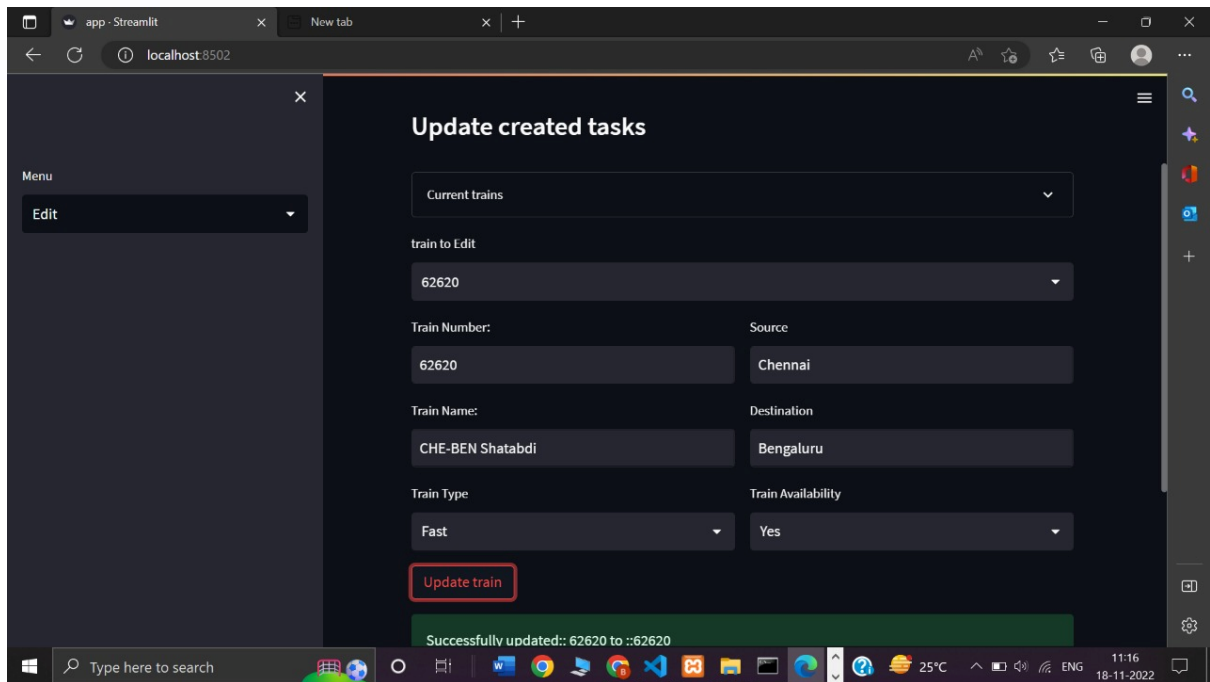 app · Streamlit
New tab
localhost:8502
Update created tasks
Menu
Edit
Current trains
train to Edit
62620
Train Number:
Source
62620
Chennai
Train Name:
Destination
CHE-BEN Shatabdi
Bengaluru
Train Type
Train Availability
Fast
Yes
Update train
Successfully updated:: 62620 to ::62620
Type here to search
25°C
ENG
11:16
18-11-2022